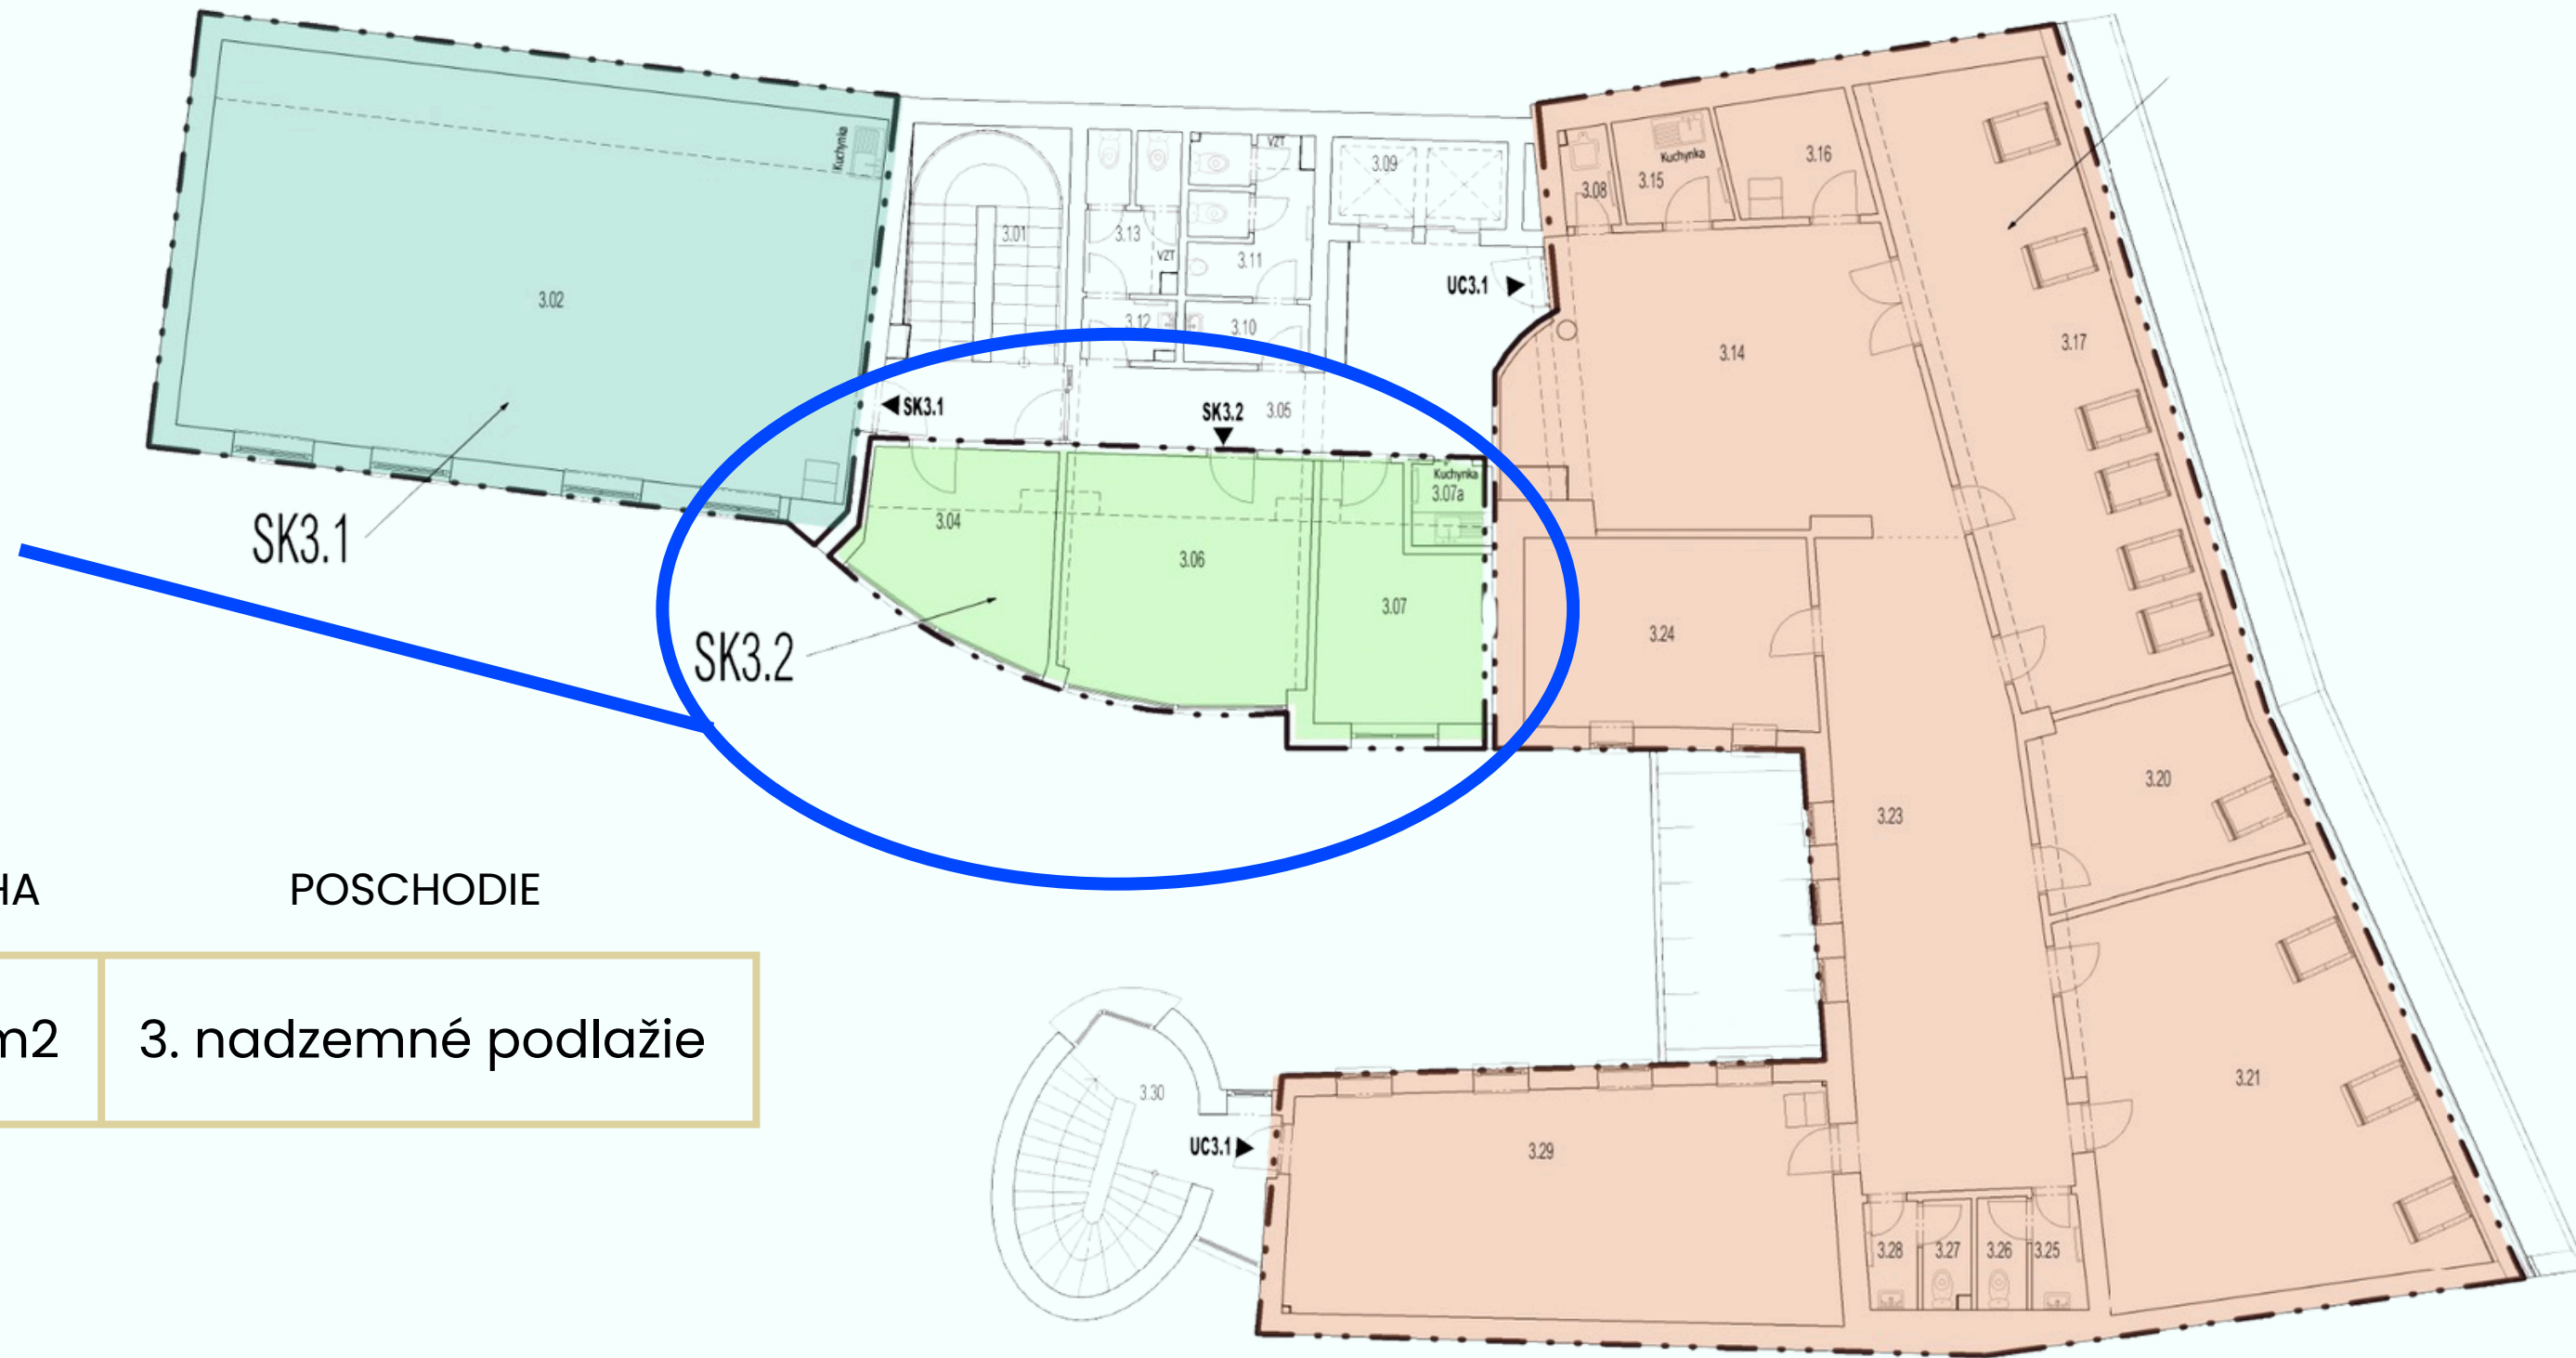 Kuchynka
3.02
SK3.1
3.01
3.13
VZT
VZT
3.11
3.12
3.10
3.09
UC3.1
3.08
Kuchynka
3.15
3.16
3.14
3.17
SK3.1
SK3.2
3.05
Kuchynka
3.07a
3.04
3.06
3.07
SK3.2
3.24
3.20
3.23
3.21
HA
POSCHODIE
m2
3. nadzemné podlažie
3.30
UC3.1
3.29
3.28
3.27
3.26
3.25